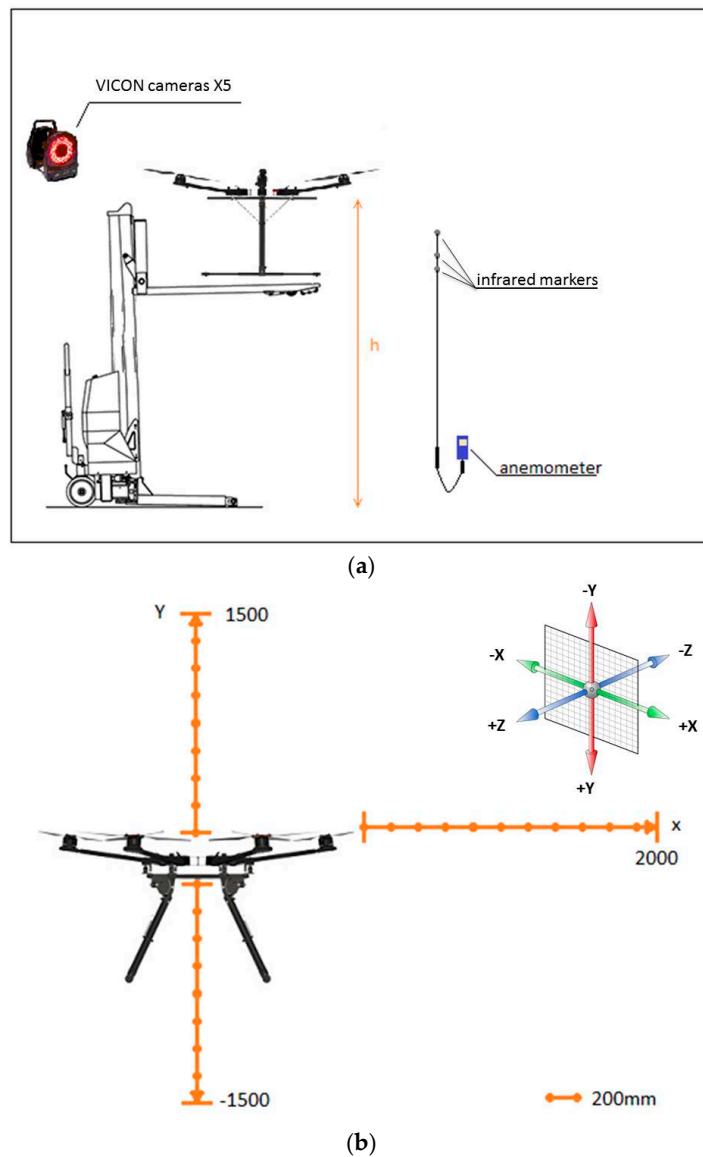 VICON cameras X5
infrared markers
h
anemometer
(a)
Y
1500
-Y
-X
-Z
+Z
+X
+Y
x
2000
-1500
200mm
(b)